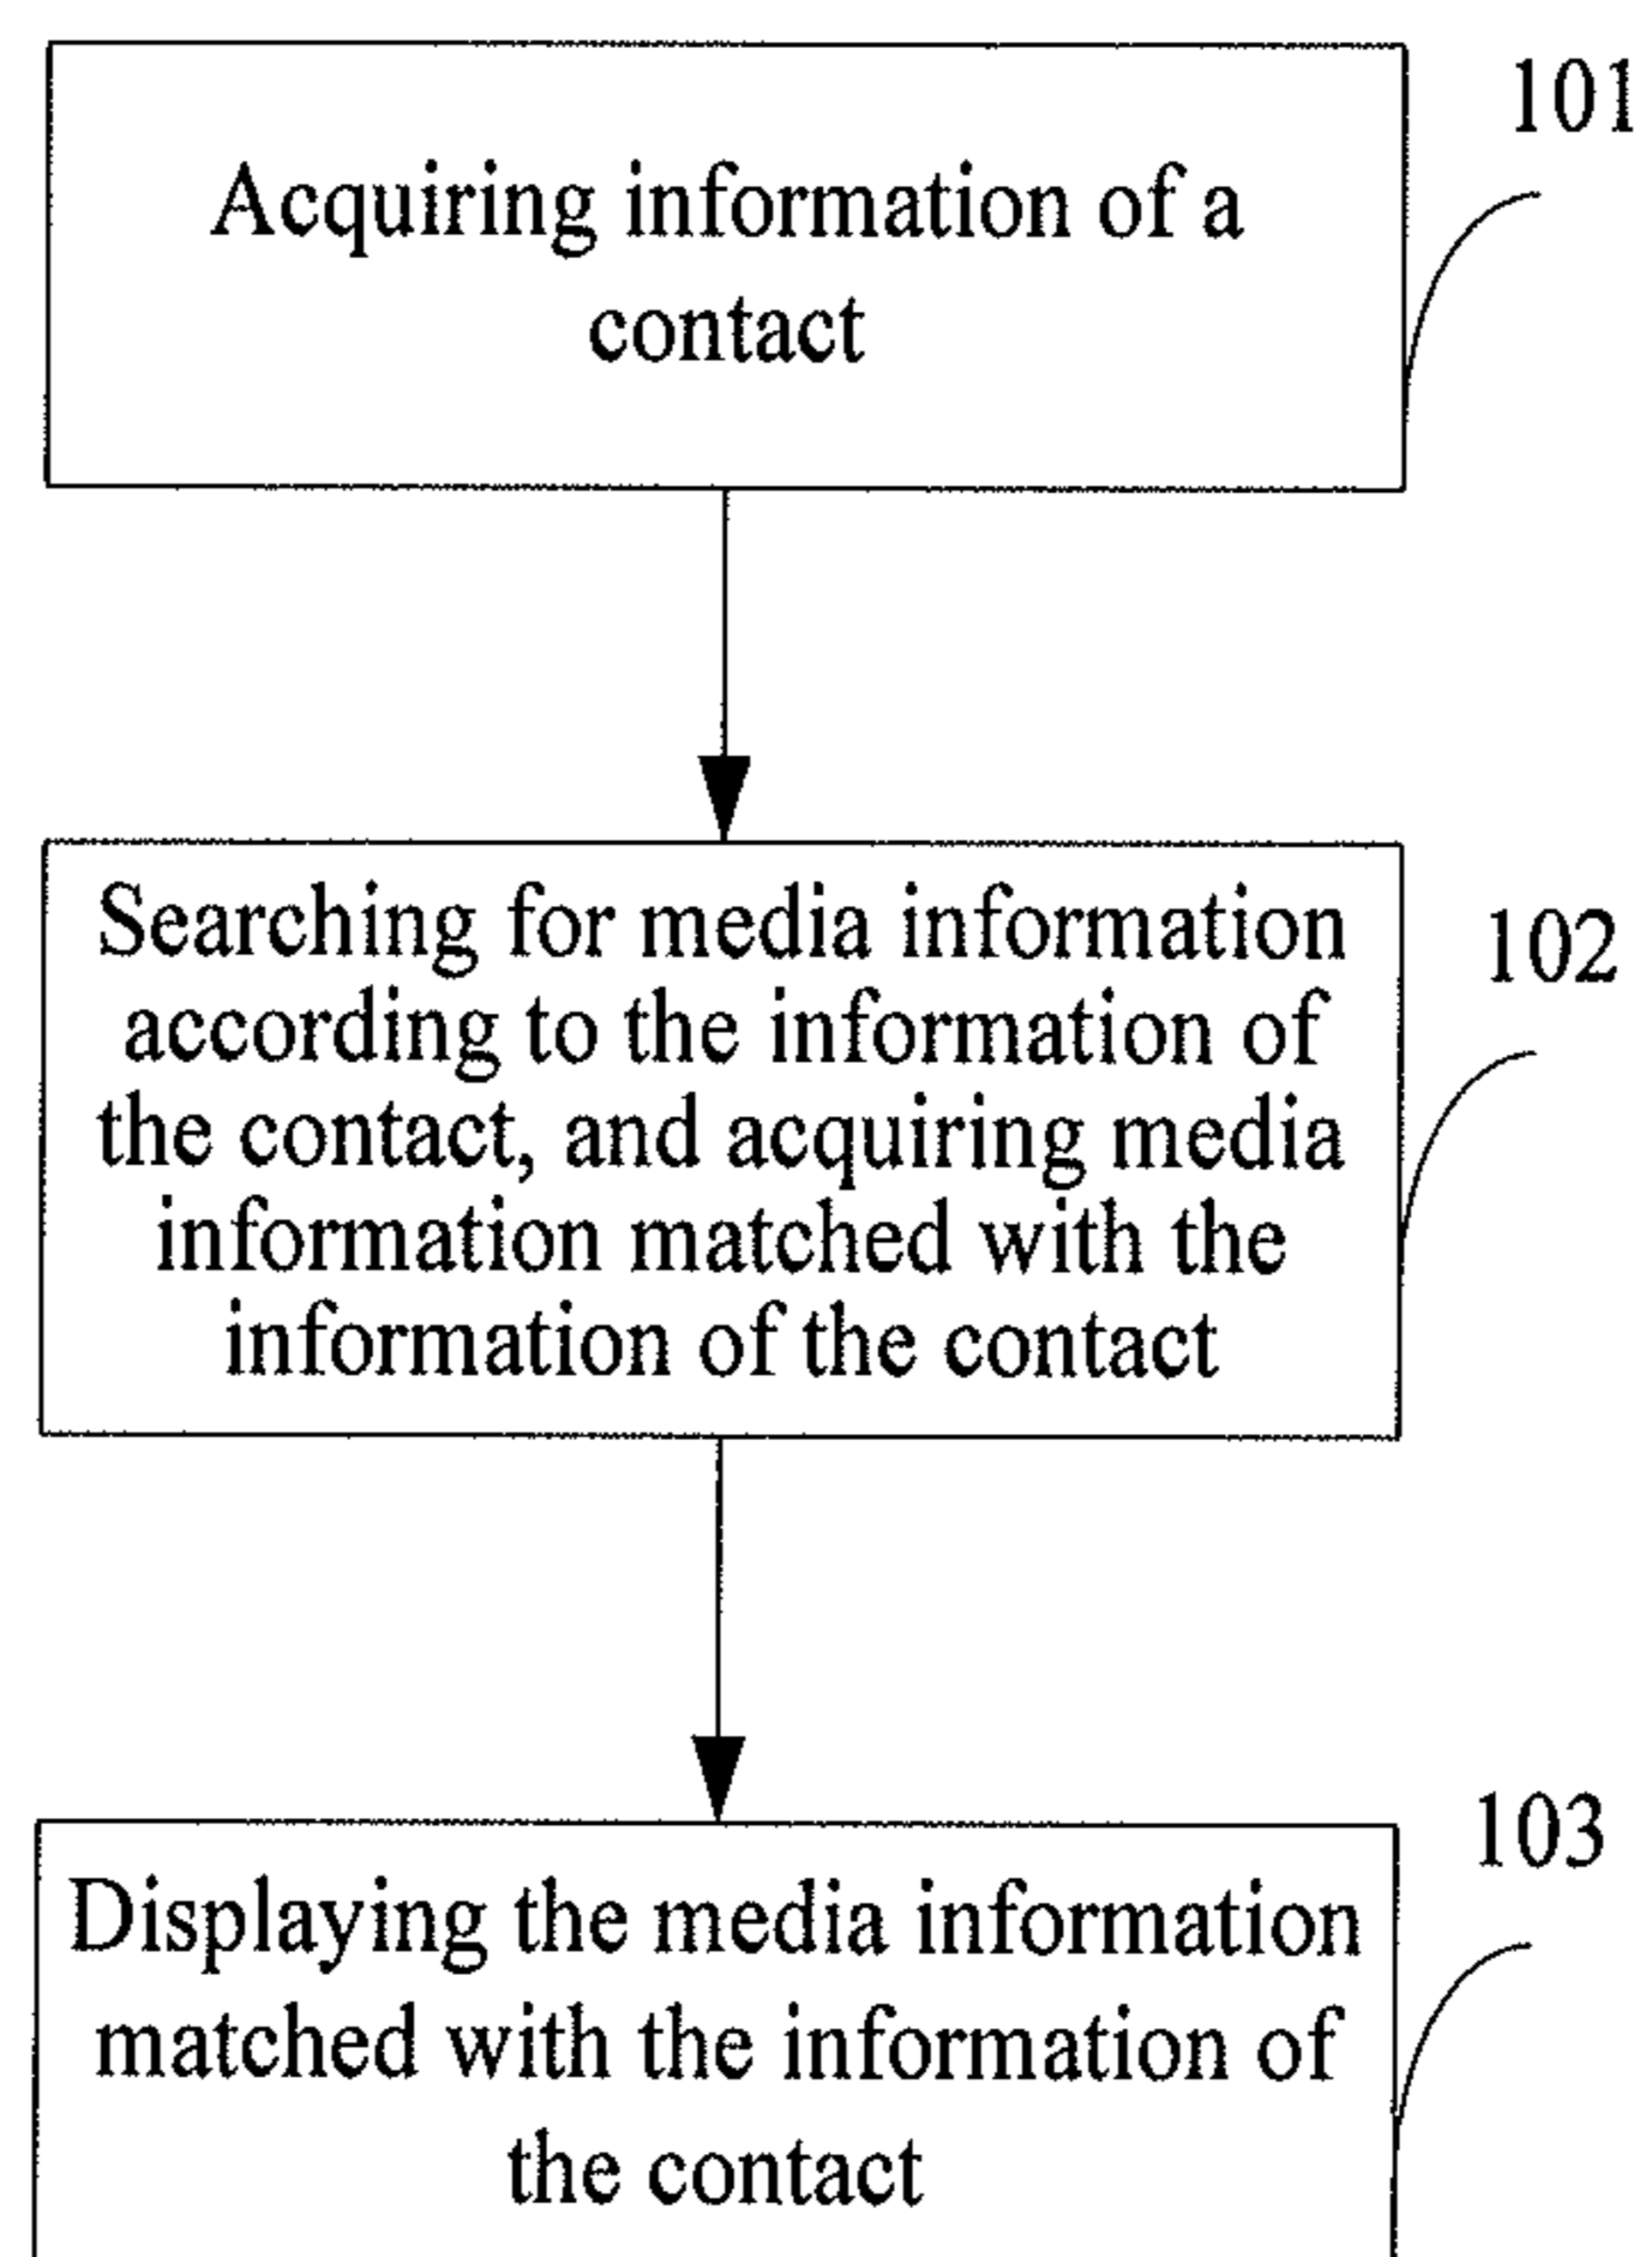 101
Acquiring information of a
contact
Searching for media information
according to the information of
the contact, and acquiring media
information matched with the
information of the contact
102
103
Displaying the media information
matched with the information of
the contact